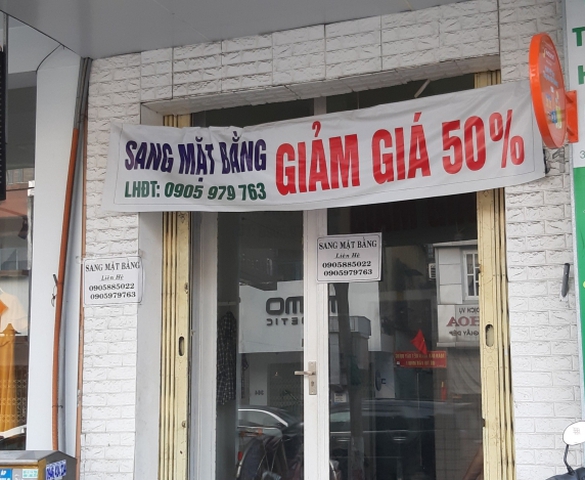 SANG MẶT BẰNG
LHĐT: 0905 979 763
GIẢM GIÁ 50%
SANG MẶT BẰNG
Liên Hệ
0905885022
0905979763
SANG MẶT BẰNG
Liên Hệ
0905885022
0905979763